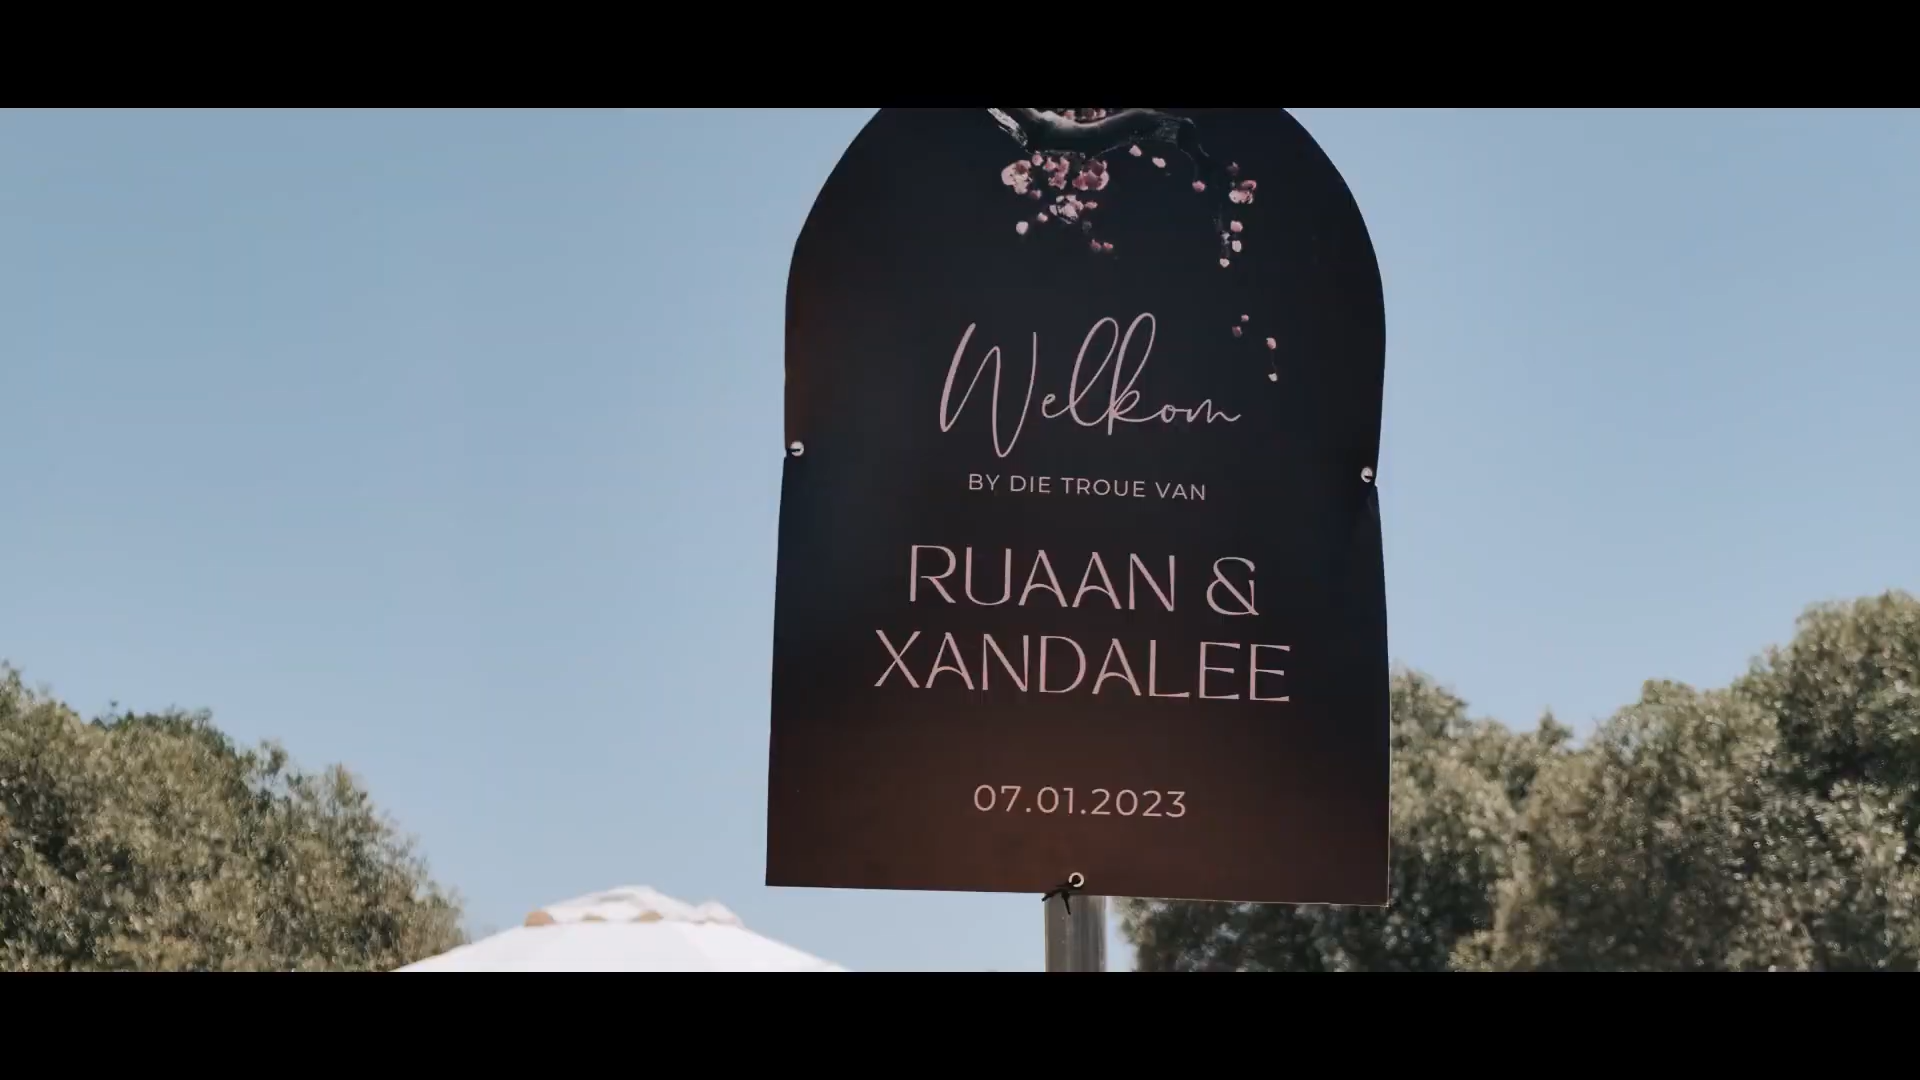 Welkom
BY DIE TROUE VAN
RUAAN &
XANDALEE
07.01.2023